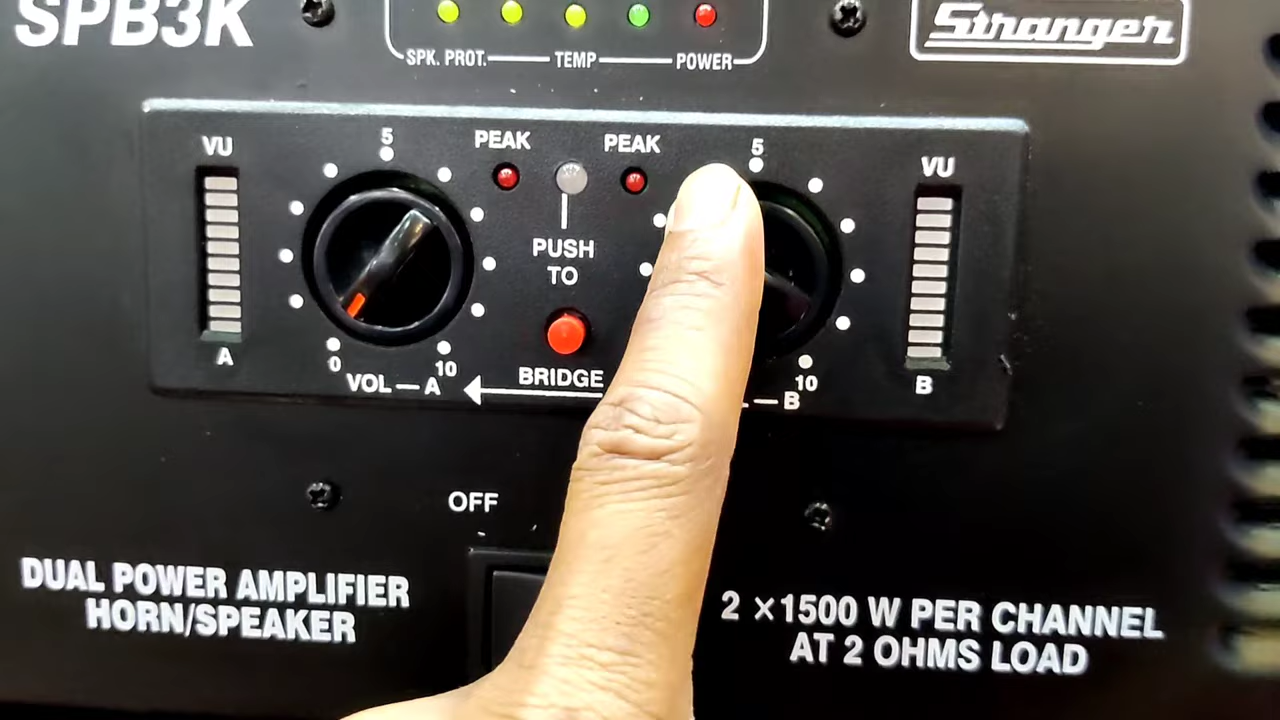 SPB3K
Stranger
SPK. PROT.
TEMP
POWER
VU
5
PEAK
PEAK
5
VU
PUSH
TO
A
0
10
VOL — A
BRIDGE
10
— B
B
OFF
DUAL POWER AMPLIFIER
HORN/SPEAKER
2 ×1500 W PER CHANNEL
AT 2 OHMS LOAD